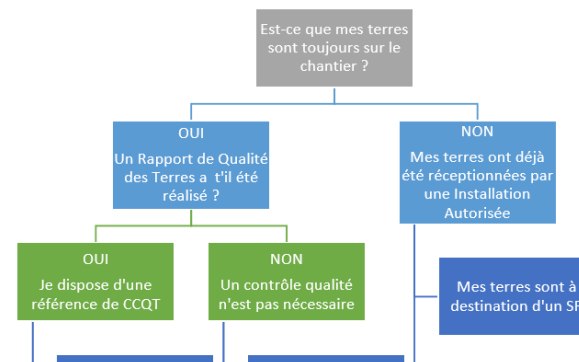 Est-ce que mes terres
sont toujours sur le
chantier ?
OUI
Un Rapport de Qualité
des Terres a t'il été
réalisé ?
NON
Mes terres ont déjà
été réceptionnées par
une Installation
Autorisée
OUI
Je dispose d'une
référence de CCQT
NON
Un contrôle qualité
n'est pas nécessaire
Mes terres sont à
destination d'un